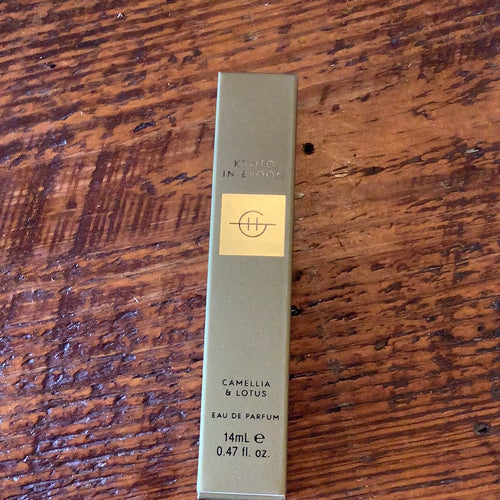 KYOTO
IN BLOOM
CAMELLIA
& LOTUS
EAU DE PARFUM
14mL e
0.47 fl. oz.